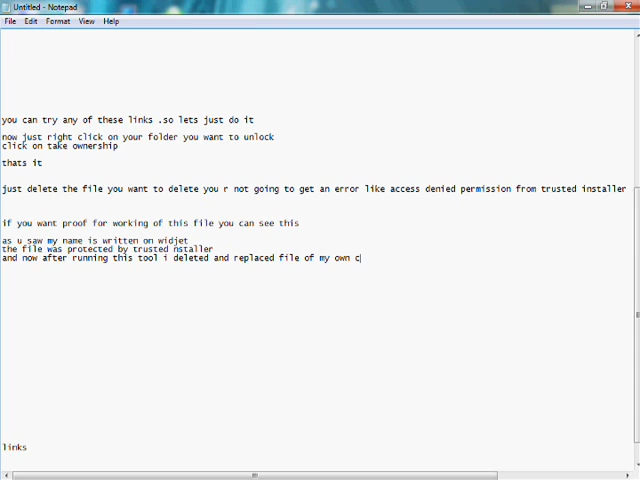 Untitled - Notepad
File Edit Format View Help
you can try any of these links .so lets just do it
now just right click on your folder you want to unlock
click on take ownership
thats it
just delete the file you want to delete you r not going to get an error like access denied permission from trusted installer
if you want proof for working of this file you can see this
as u saw my name is written on widjet
the file was protected by trusted nstaller
and now after running this tool i deleted and replaced file of my own c
links